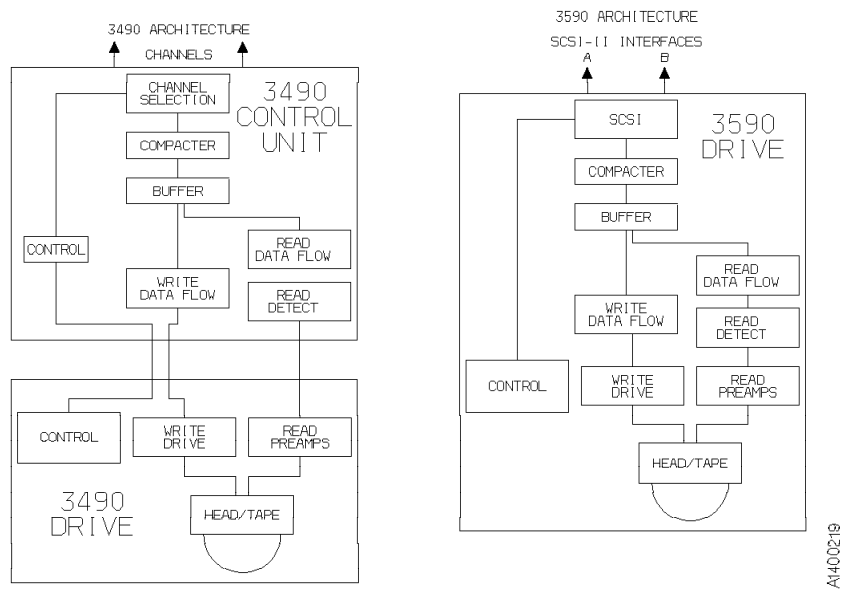 3490 ARCHITECTURE
CHANNELS
CHANNEL
SELECTION
3490
CONTROL
UNIT
COMPACTER
BUFFER
CONTROL
READ
DATA FLOW
WRITE
DATA FLOW
READ
DETECT
CONTROL
WRITE
DRIVE
READ
PREAMPS
3490
DRIVE
HEAD/TAPE
3590 ARCHITECTURE
SCSI-II INTERFACES
A B
SCSI
3590
DRIVE
COMPACTER
BUFFER
READ
DATA FLOW
WRITE
DATA FLOW
READ
DETECT
CONTROL
WRITE
DRIVE
READ
PREAMPS
HEAD/TAPE
A1400219